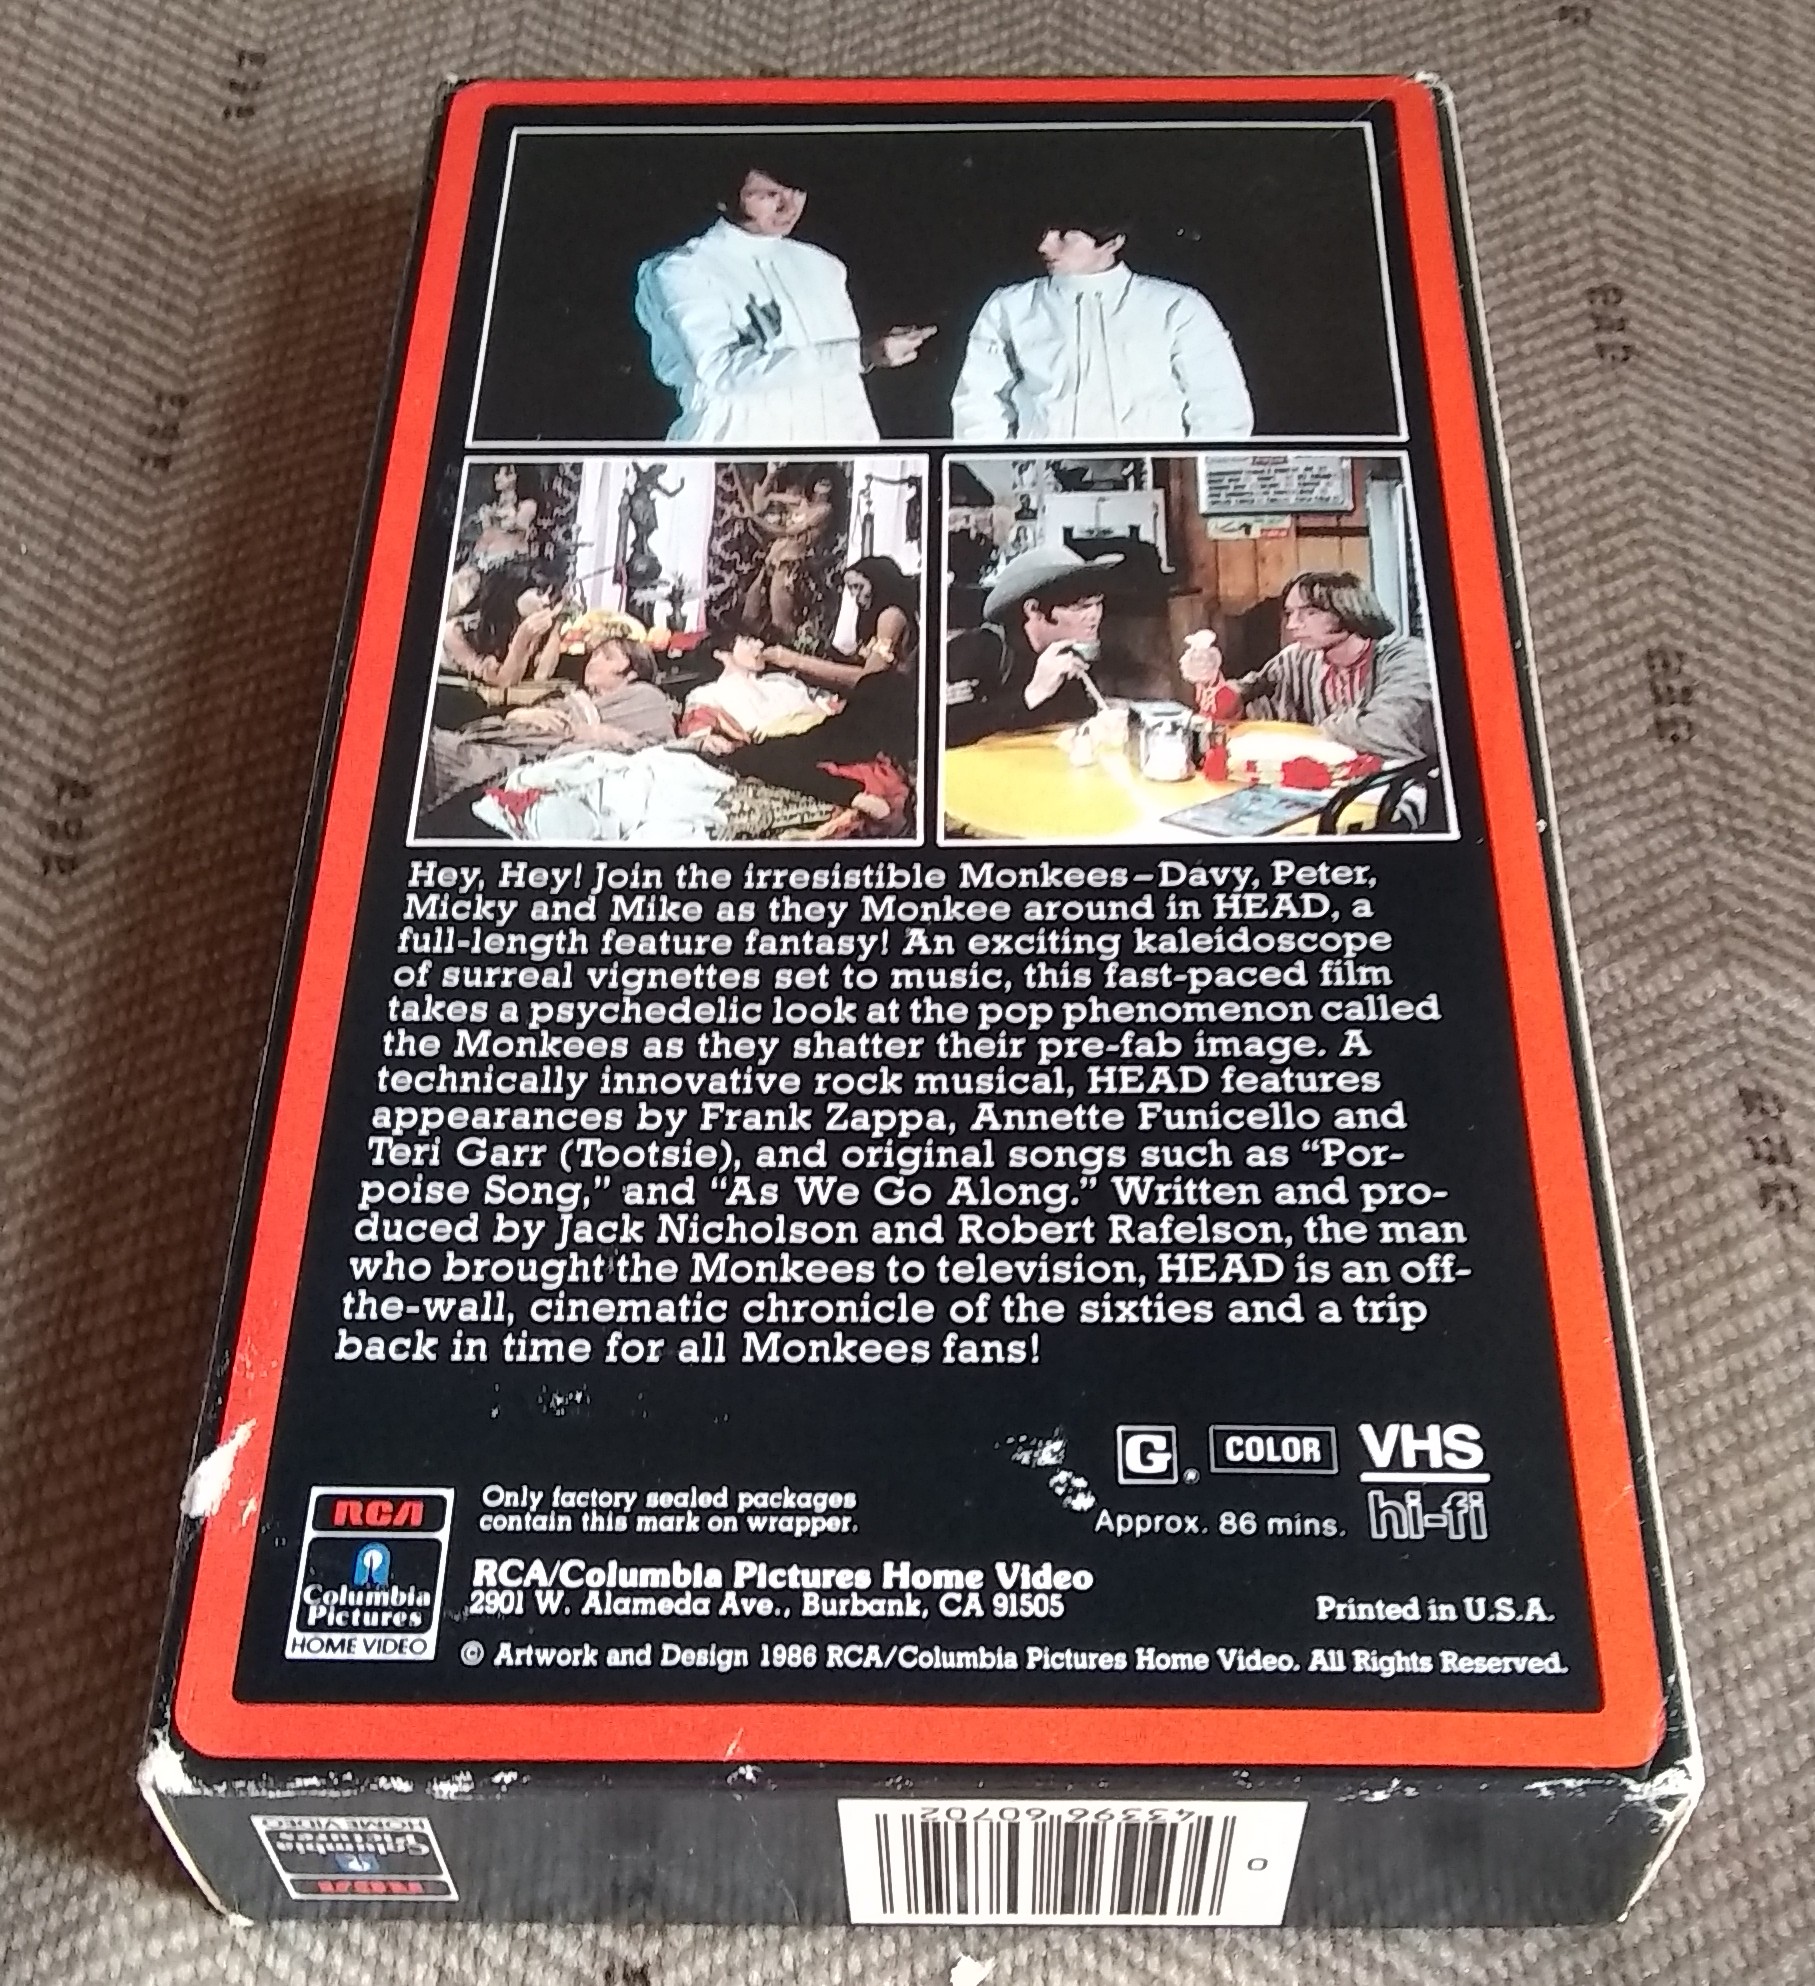 Hey, Hey! Join the irresistible Monkees–Davy, Peter,
Micky and Mike as they Monkee around in HEAD, a
full-length feature fantasy! An exciting kaleidoscope
of surreal vignettes set to music, this fast-paced film
takes a psychedelic look at the pop phenomenon called
the Monkees as they shatter their pre-fab image. A
technically innovative rock musical, HEAD features
appearances by Frank Zappa, Annette Funicello and
Teri Garr (Tootsie), and original songs such as “Por-
poise Song,” and “As We Go Along.” Written and pro-
duced by Jack Nicholson and Robert Rafelson, the man
who brought the Monkees to television, HEAD is an off-
the-wall, cinematic chronicle of the sixties and a trip
back in time for all Monkees fans!
G ® COLOR VHS
Approx. 86 mins. hi-fi
RCA
Columbia
Pictures
HOME VIDEO
Only factory sealed packages
contain this mark on wrapper.
RCA/Columbia Pictures Home Video
2901 W. Alameda Ave., Burbank, CA 91505
Printed in U.S.A.
© Artwork and Design 1986 RCA/Columbia Pictures Home Video. All Rights Reserved.
RCA
Columbia
Pictures
HOME VIDEO
0
43396 60702